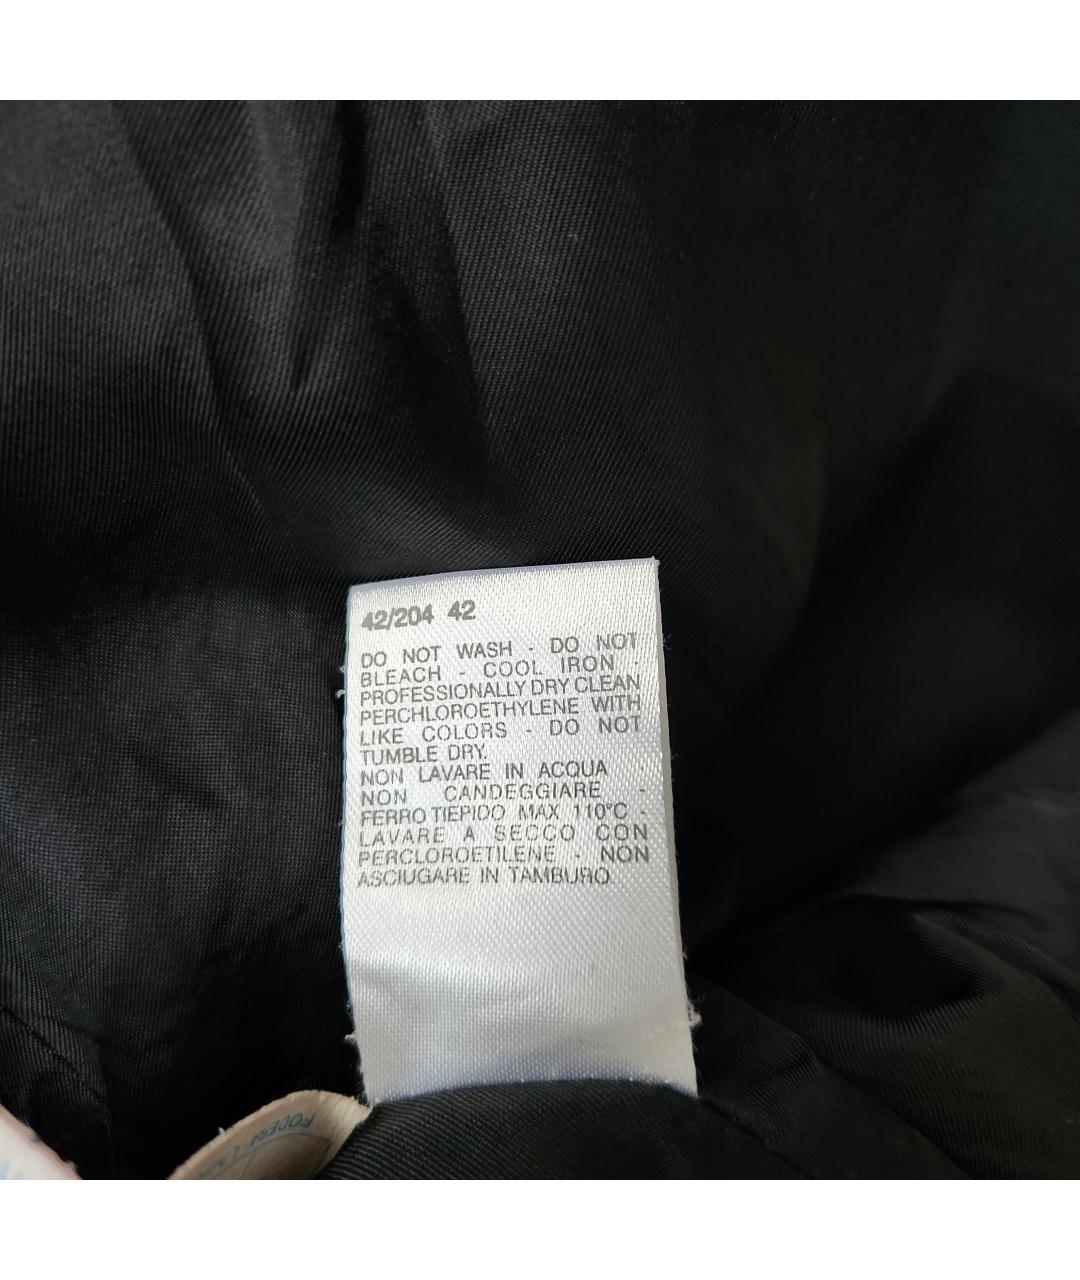 42/204 42
DO NOT WASH - DO NOT
BLEACH - COOL IRON -
PROFESSIONALLY DRY CLEAN
PERCHLOROETHYLENE WITH
LIKE COLORS - DO NOT
TUMBLE DRY.
NON LAVARE IN ACQUA -
NON CANDEGGIARE -
FERRO TIEPIDO MAX 110°C -
LAVARE A SECCO CON
PERCLOROETILENE - NON
ASCIUGARE IN TAMBURO
FODERA